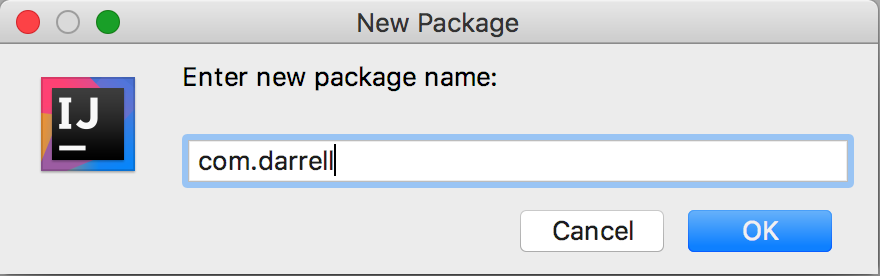 New Package
IJ
Enter new package name:
com.darrell
Cancel
OK